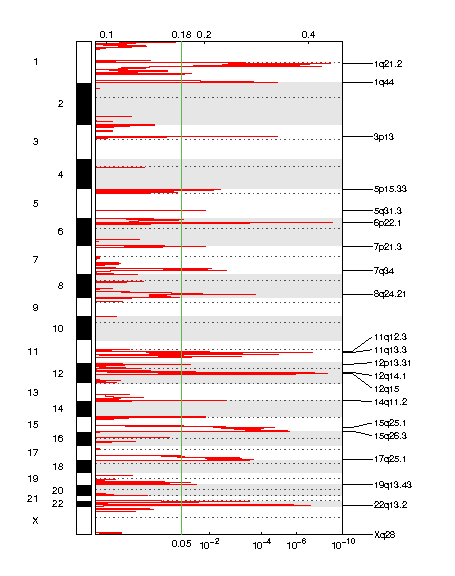 0.1 0.18 0.2 0.4
1
1q21.2
1q44
2
3
3p13
4
5p15.33
5
5q31.3
6p22.1
6
7p21.3
7
7q34
8
8q24.21
9
10
11q12.3
11
11q13.3
12p13.31
12
12q14.1
12q15
13
14q11.2
14
15
15q25.1
16
15q26.3
17
17q25.1
18
19
19q13.43
20
21
22
22q13.2
X
Xq28
0.05 10-2 10-4 10-6 10-10